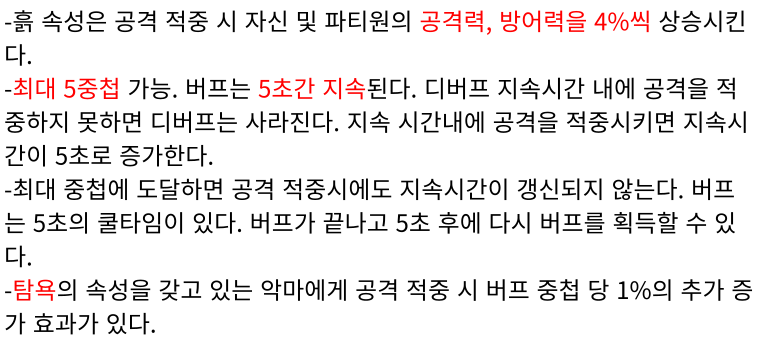 -흙 속성은 공격 적중 시 자신 및 파티원의 공격력, 방어력을 4%씩 상승시킨
다.
-최대 5중첩 가능. 버프는 5초간 지속된다. 디버프 지속시간 내에 공격을 적
중하지 못하면 디버프는 사라진다. 지속 시간내에 공격을 적중시키면 지속시
간이 5초로 증가한다.
-최대 중첩에 도달하면 공격 적중시에도 지속시간이 갱신되지 않는다. 버프
는 5초의 쿨타임이 있다. 버프가 끝나고 5초 후에 다시 버프를 획득할 수 있
다.
-탐욕의 속성을 갖고 있는 악마에게 공격 적중 시 버프 중첩 당 1%의 추가 증
가 효과가 있다.